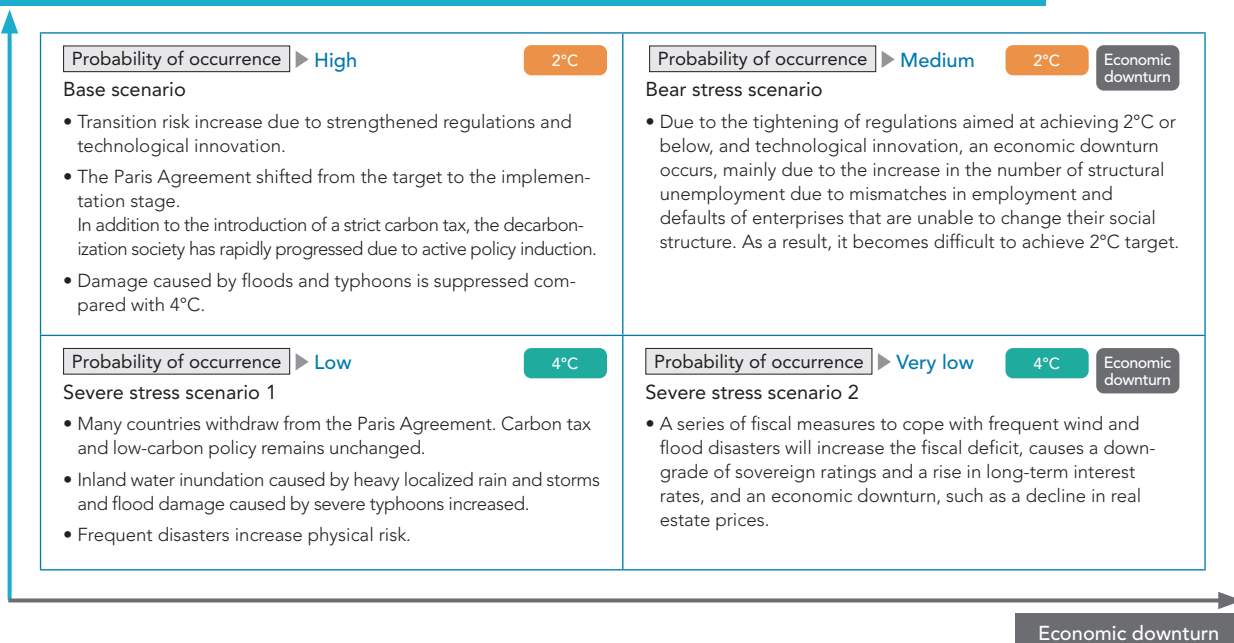 Probability of occurrence ▶ High
2°C
Base scenario
• Transition risk increase due to strengthened regulations and
technological innovation.
• The Paris Agreement shifted from the target to the implemen-
tation stage.
In addition to the introduction of a strict carbon tax, the decarbon-
ization society has rapidly progressed due to active policy induction.
• Damage caused by floods and typhoons is suppressed com-
pared with 4°C.
Probability of occurrence ▶ Medium
2°C
Economic
downturn
Bear stress scenario
• Due to the tightening of regulations aimed at achieving 2°C or
below, and technological innovation, an economic downturn
occurs, mainly due to the increase in the number of structural
unemployment due to mismatches in employment and
defaults of enterprises that are unable to change their social
structure. As a result, it becomes difficult to achieve 2°C target.
Probability of occurrence ▶ Low
4°C
Severe stress scenario 1
• Many countries withdraw from the Paris Agreement. Carbon tax
and low-carbon policy remains unchanged.
• Inland water inundation caused by heavy localized rain and storms
and flood damage caused by severe typhoons increased.
• Frequent disasters increase physical risk.
Probability of occurrence ▶ Very low
4°C
Economic
downturn
Severe stress scenario 2
• A series of fiscal measures to cope with frequent wind and
flood disasters will increase the fiscal deficit, causes a down-
grade of sovereign ratings and a rise in long-term interest
rates, and an economic downturn, such as a decline in real
estate prices.
Economic downturn